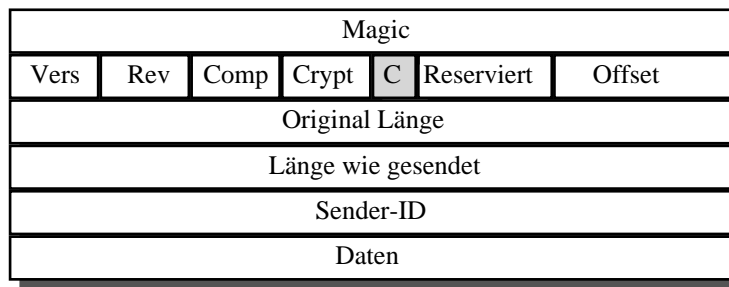 Magic
Vers Rev Comp Crypt C Reserviert Offset
Original Länge
Länge wie gesendet
Sender-ID
Daten